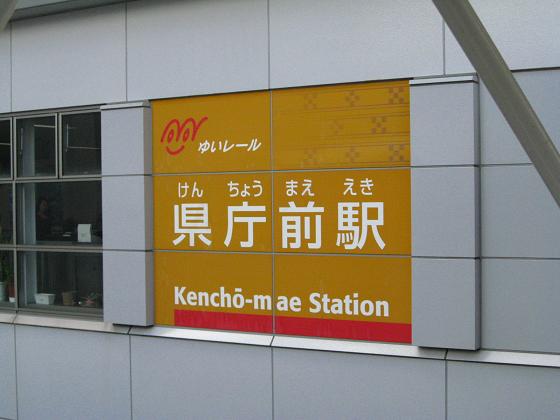 ゆいレール
けん ちょう まえ えき
県庁前駅
Kenchō-mae Station